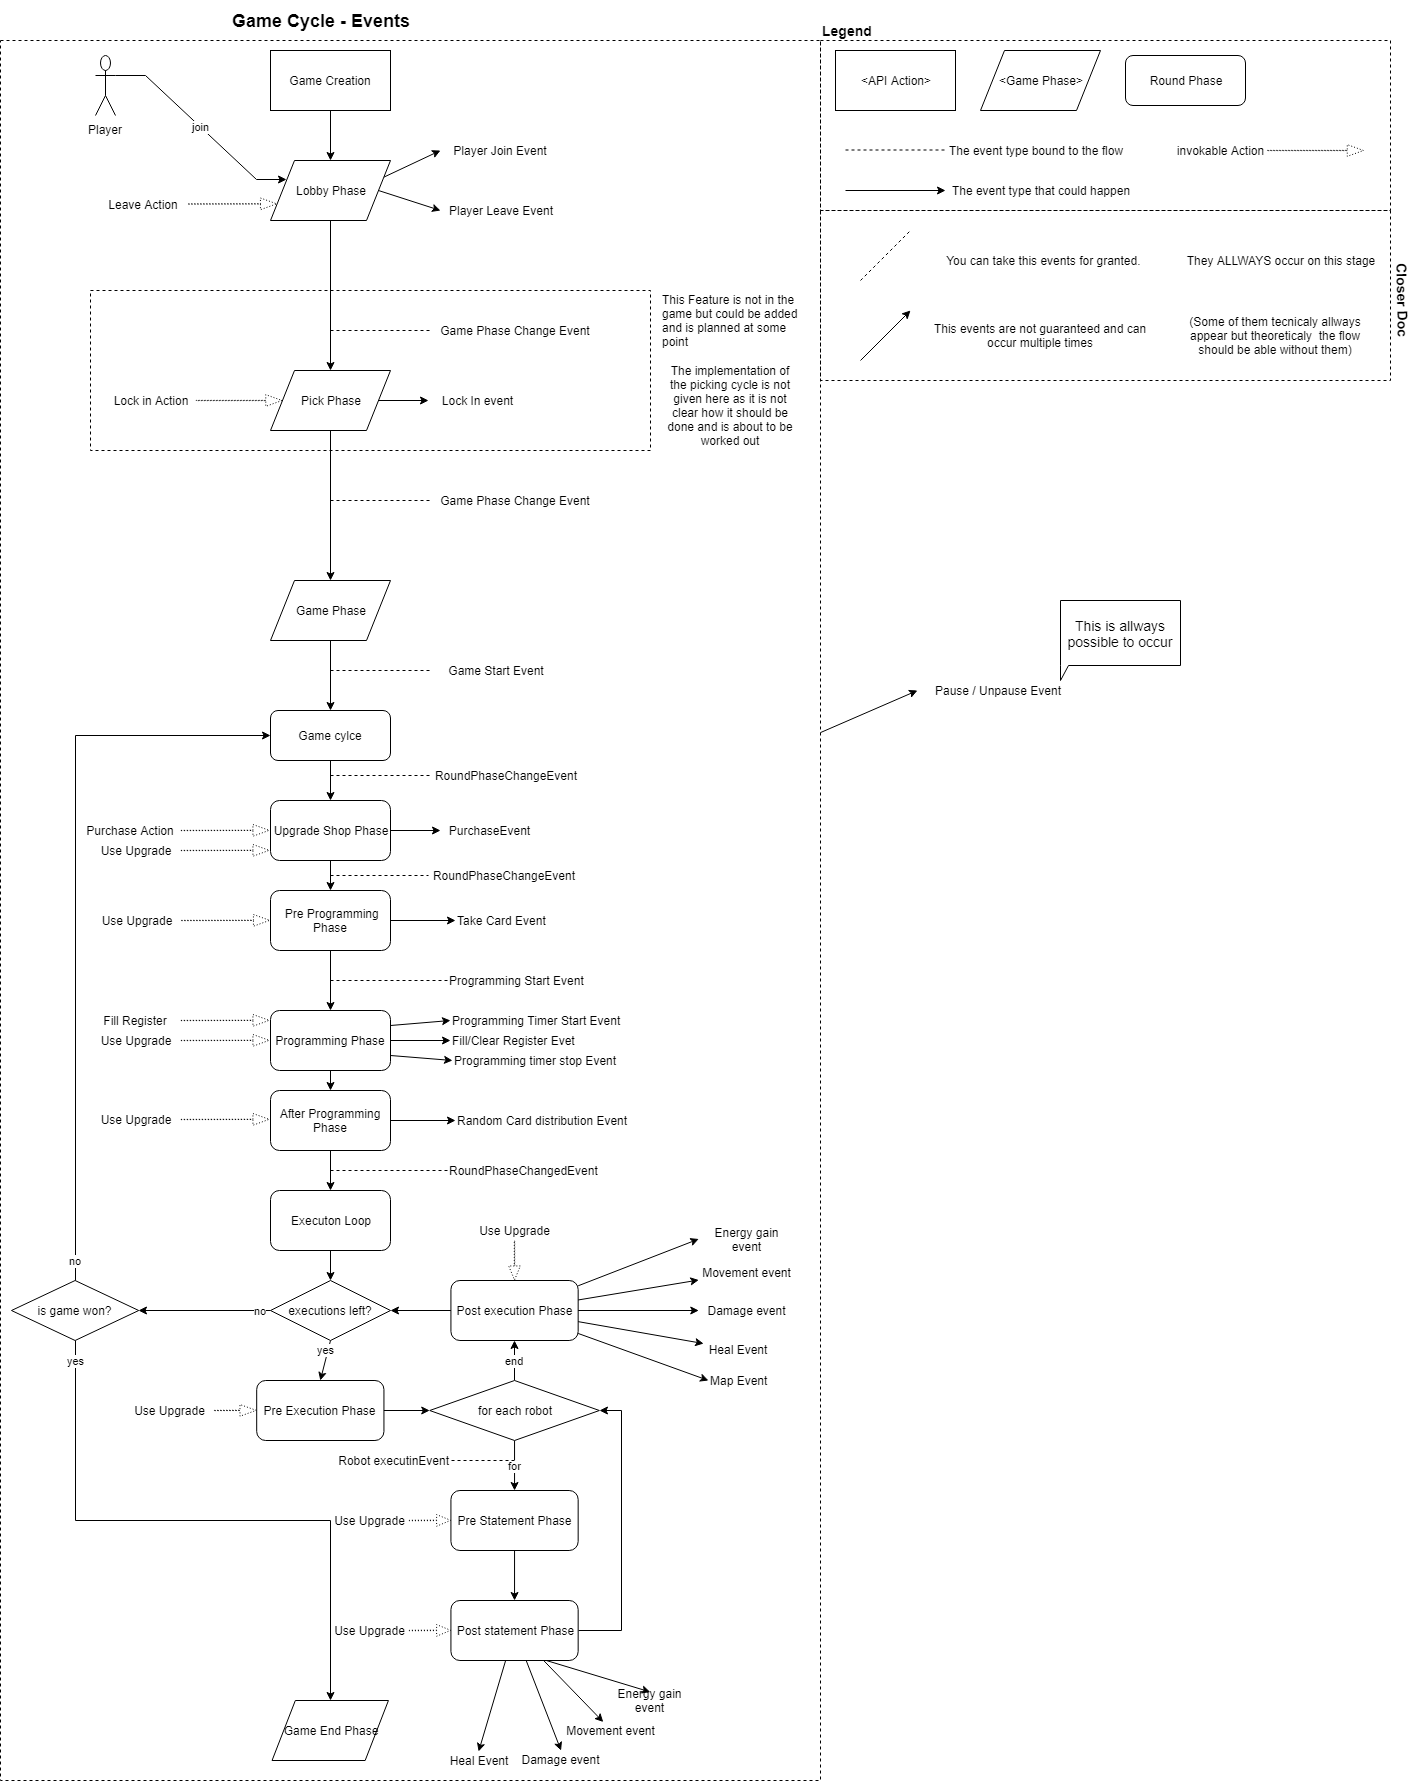 Game Cycle - Events
Legend
Game Creation
Player
join
Lobby Phase
Player Join Event
Player Leave Event
Leave Action
<API Action>
<Game Phase>
Round Phase
The event type bound to the flow
invokable Action
The event type that could happen
You can take this events for granted.
They ALLWAYS occur on this stage
This events are not guaranteed and can
occur multiple times
(Some of them tecnicaly allways
appear but theoreticaly the flow
should be able without them)
Closer Doc
Game Phase Change Event
This Feature is not in the
game but could be added
and is planned at some
point
The implementation of
the picking cycle is not
given here as it is not
clear how it should be
done and is about to be
worked out
Lock in Action
Pick Phase
Lock In event
Game Phase Change Event
Game Phase
Game Start Event
This is allways
possible to occur
Pause / Unpause Event
Game cylce
RoundPhaseChangeEvent
Purchase Action
Use Upgrade
Upgrade Shop Phase
PurchaseEvent
RoundPhaseChangeEvent
Use Upgrade
Pre Programming
Phase
Take Card Event
Programming Start Event
Fill Register
Use Upgrade
Programming Phase
Programming Timer Start Event
Fill/Clear Register Evet
Programming timer stop Event
Use Upgrade
After Programming
Phase
Random Card distribution Event
RoundPhaseChangedEvent
Executon Loop
Use Upgrade
Energy gain
event
Movement event
Damage event
Heal Event
Map Event
no
is game won?
no
executions left?
Post execution Phase
yes
yes
end
Use Upgrade
Pre Execution Phase
for each robot
Robot executinEvent
for
Use Upgrade
Pre Statement Phase
Use Upgrade
Post statement Phase
Energy gain
event
Movement event
Heal Event
Damage event
Game End Phase